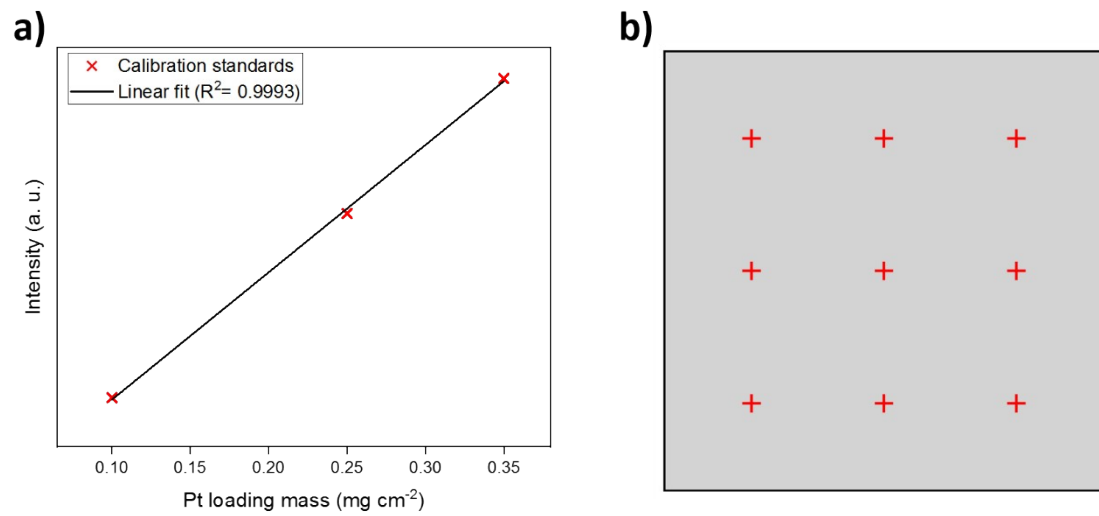 a)
Calibration standards
Linear fit (R²= 0.9993)
Intensity (a. u.)
0.10 0.15 0.20 0.25 0.30 0.35
Pt loading mass (mg cm⁻²)
b)